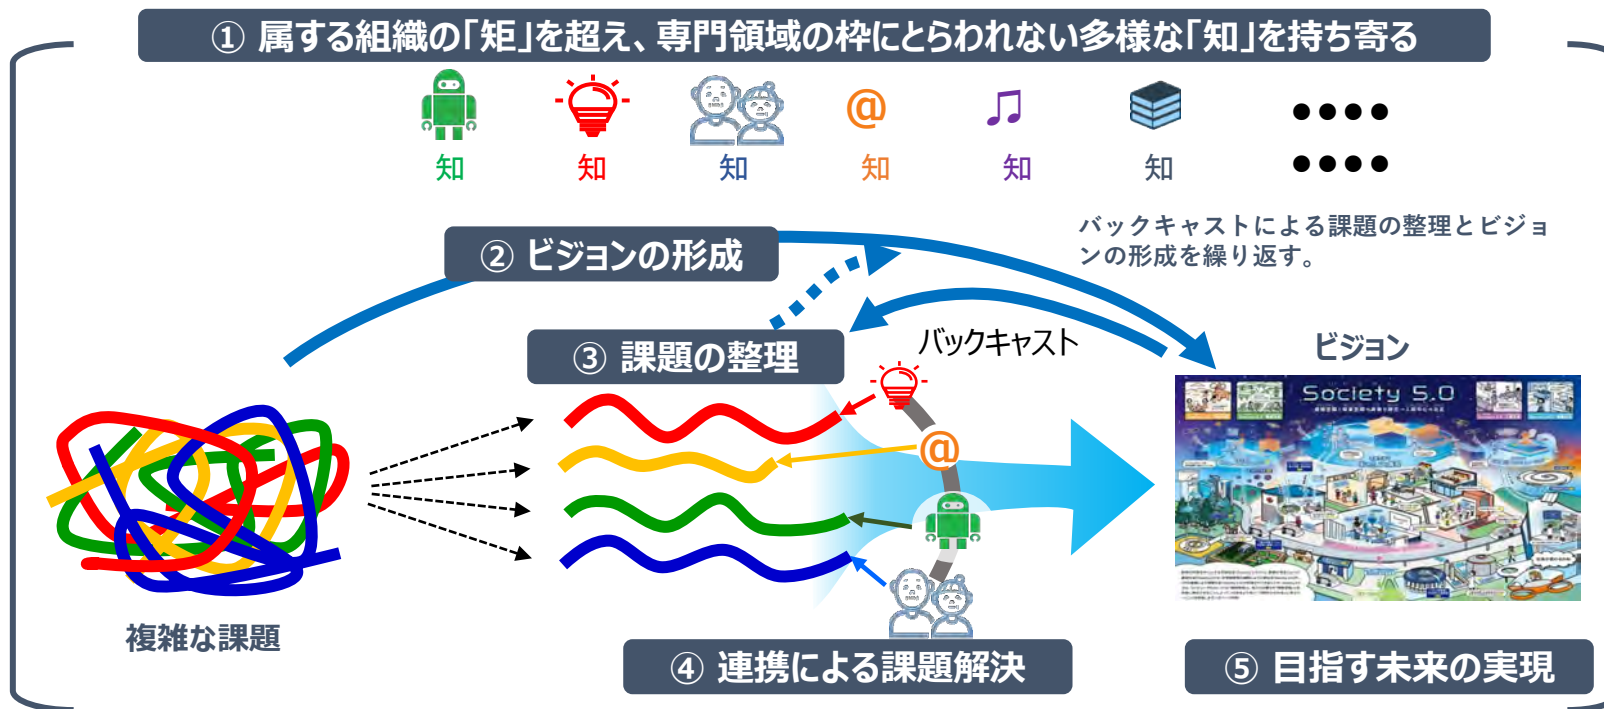 ① 属する組織の「矩」を超え、専門領域の枠にとらわれない多様な「知」を持ち寄る
@
知 知 知 知 知 知
② ビジョンの形成
バックキャストによる課題の整理とビジョ
ンの形成を繰り返す。
③ 課題の整理
バックキャスト
ビジョン
Society 5.0
@
複雑な課題
④ 連携による課題解決
⑤ 目指す未来の実現